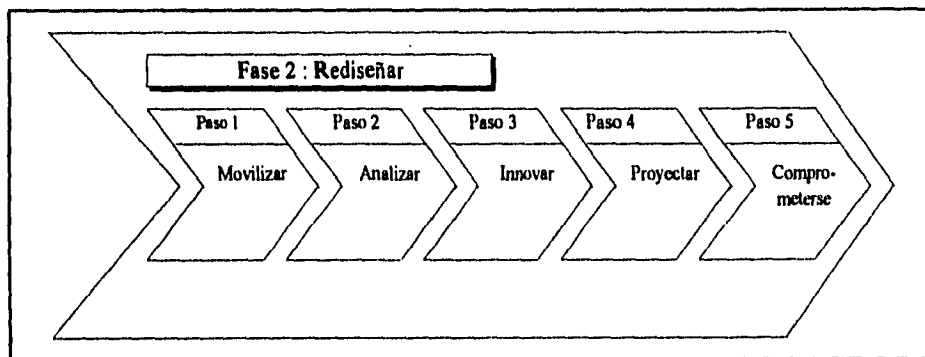 Fase 2 : Rediseñar
Paso 1
Paso 2
Paso 3
Paso 4
Paso 5
Movilizar
Analizar
Innovar
Proyectar
Compro-
meterse